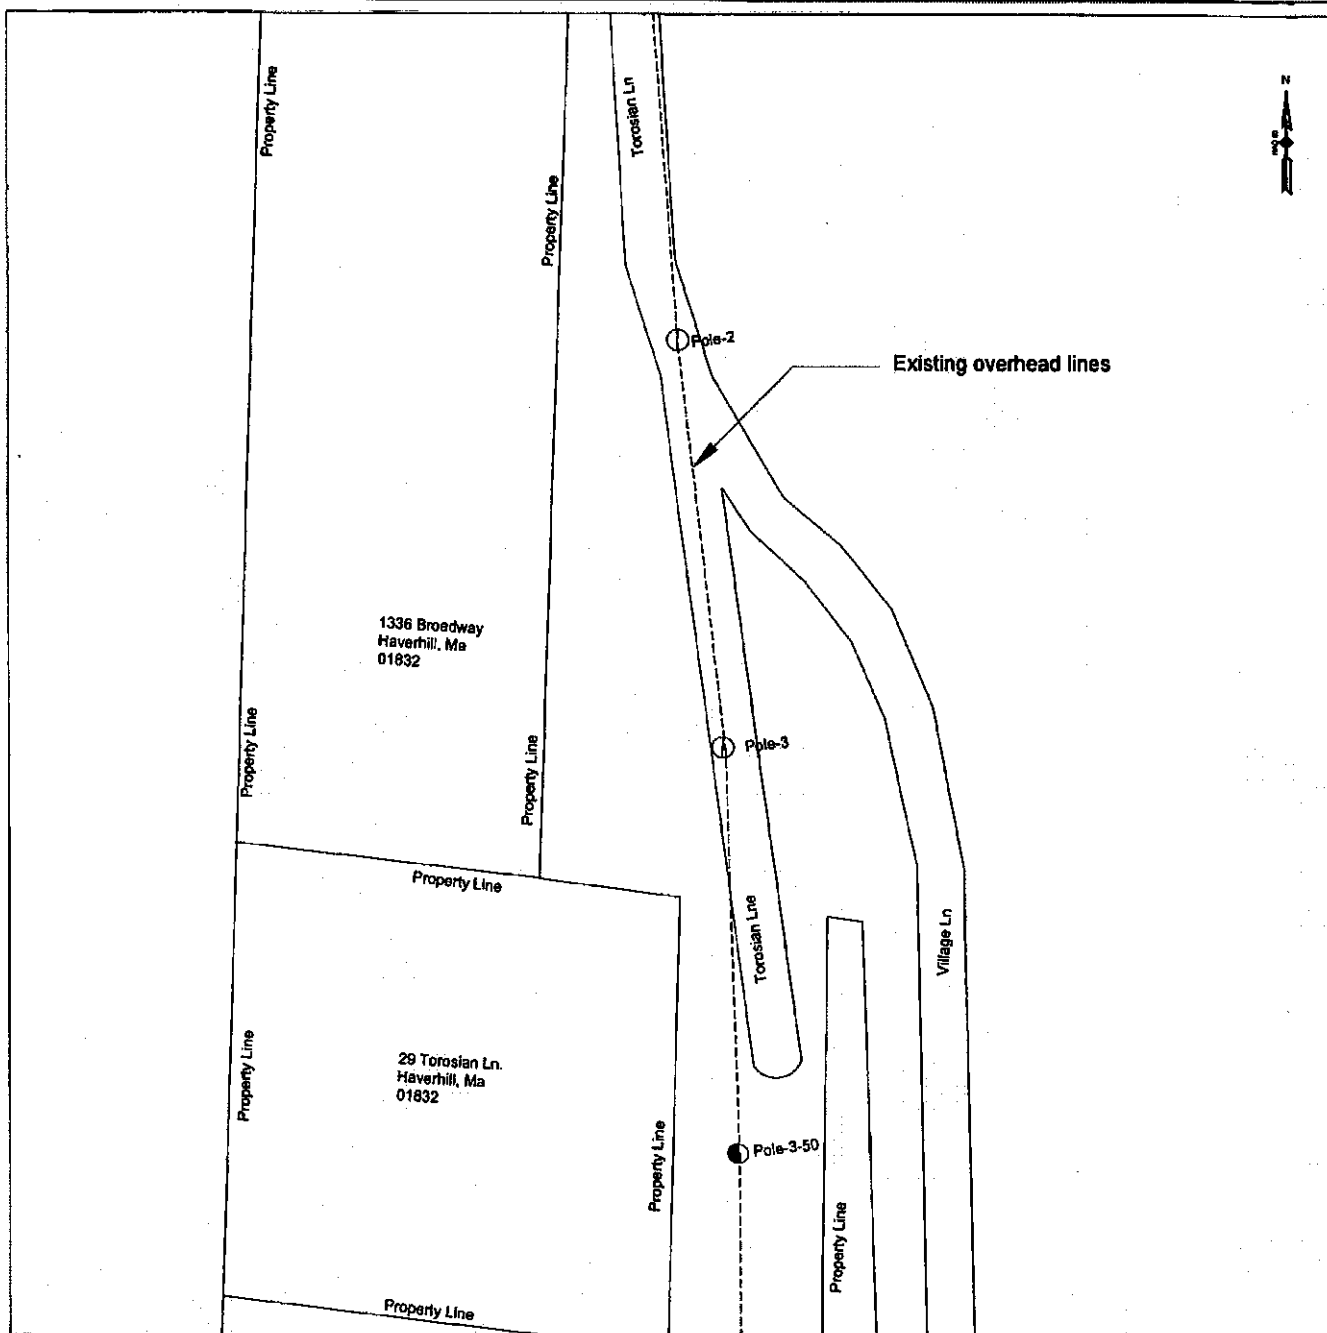 N
Property Line
Torosian Ln
Property Line
Pole-2
Existing overhead lines
1336 Broadway
Haverhill, Ma
01832
Property Line
Property Line
Pole-3
Property Line
Torosian Lne
Village Ln
Property Line
29 Torosian Ln.
Haverhill, Ma
01832
Property Line
Pole-3-50
Property Line
Property Line